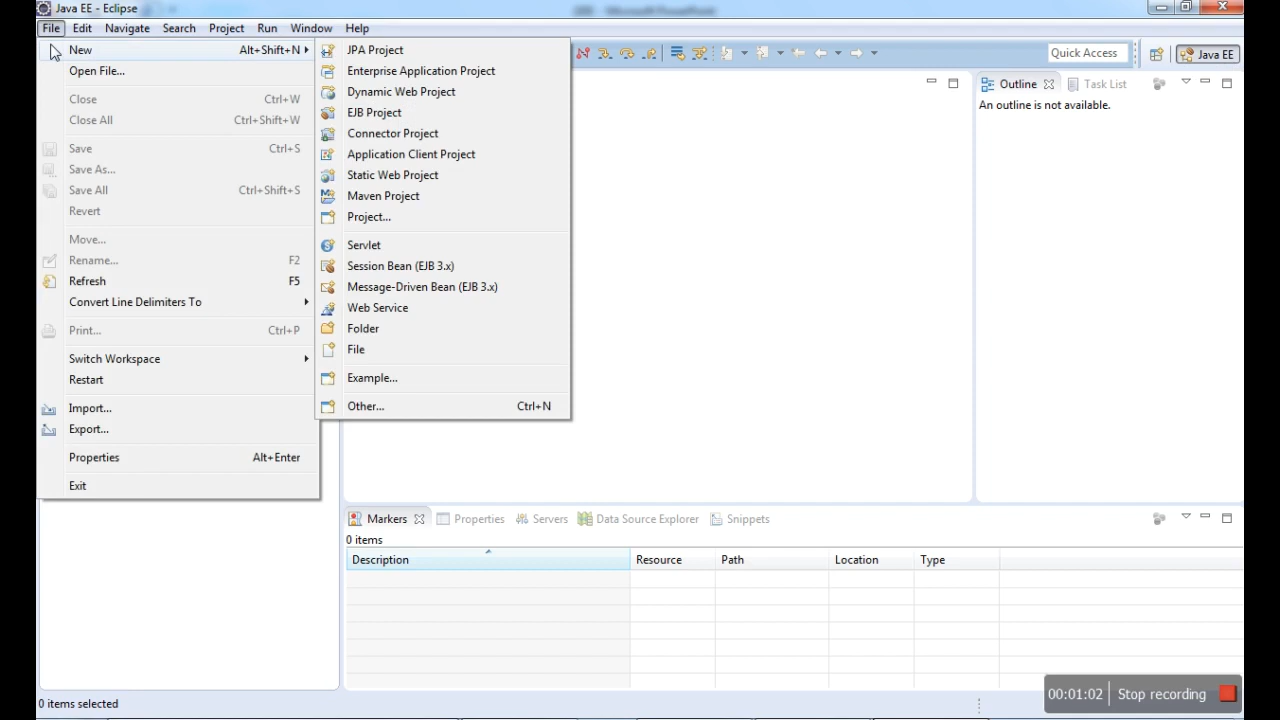 Java EE - Eclipse
File Edit Navigate Search Project Run Window Help
New Alt+Shift+N
Open File...
Close Ctrl+W
Close All Ctrl+Shift+W
Save Ctrl+S
Save As...
Save All Ctrl+Shift+S
Revert
Move...
Rename... F2
Refresh F5
Convert Line Delimiters To
Print... Ctrl+P
Switch Workspace
Restart
Import...
Export...
Properties Alt+Enter
Exit
JPA Project
Enterprise Application Project
Dynamic Web Project
EJB Project
Connector Project
Application Client Project
Static Web Project
Maven Project
Project...
Servlet
Session Bean (EJB 3.x)
Message-Driven Bean (EJB 3.x)
Web Service
Folder
File
Example...
Other... Ctrl+N
Quick Access Java EE
Outline Task List
An outline is not available.
Markers Properties Servers Data Source Explorer Snippets
0 items
Description Resource Path Location Type
0 items selected
00:01:02 Stop recording